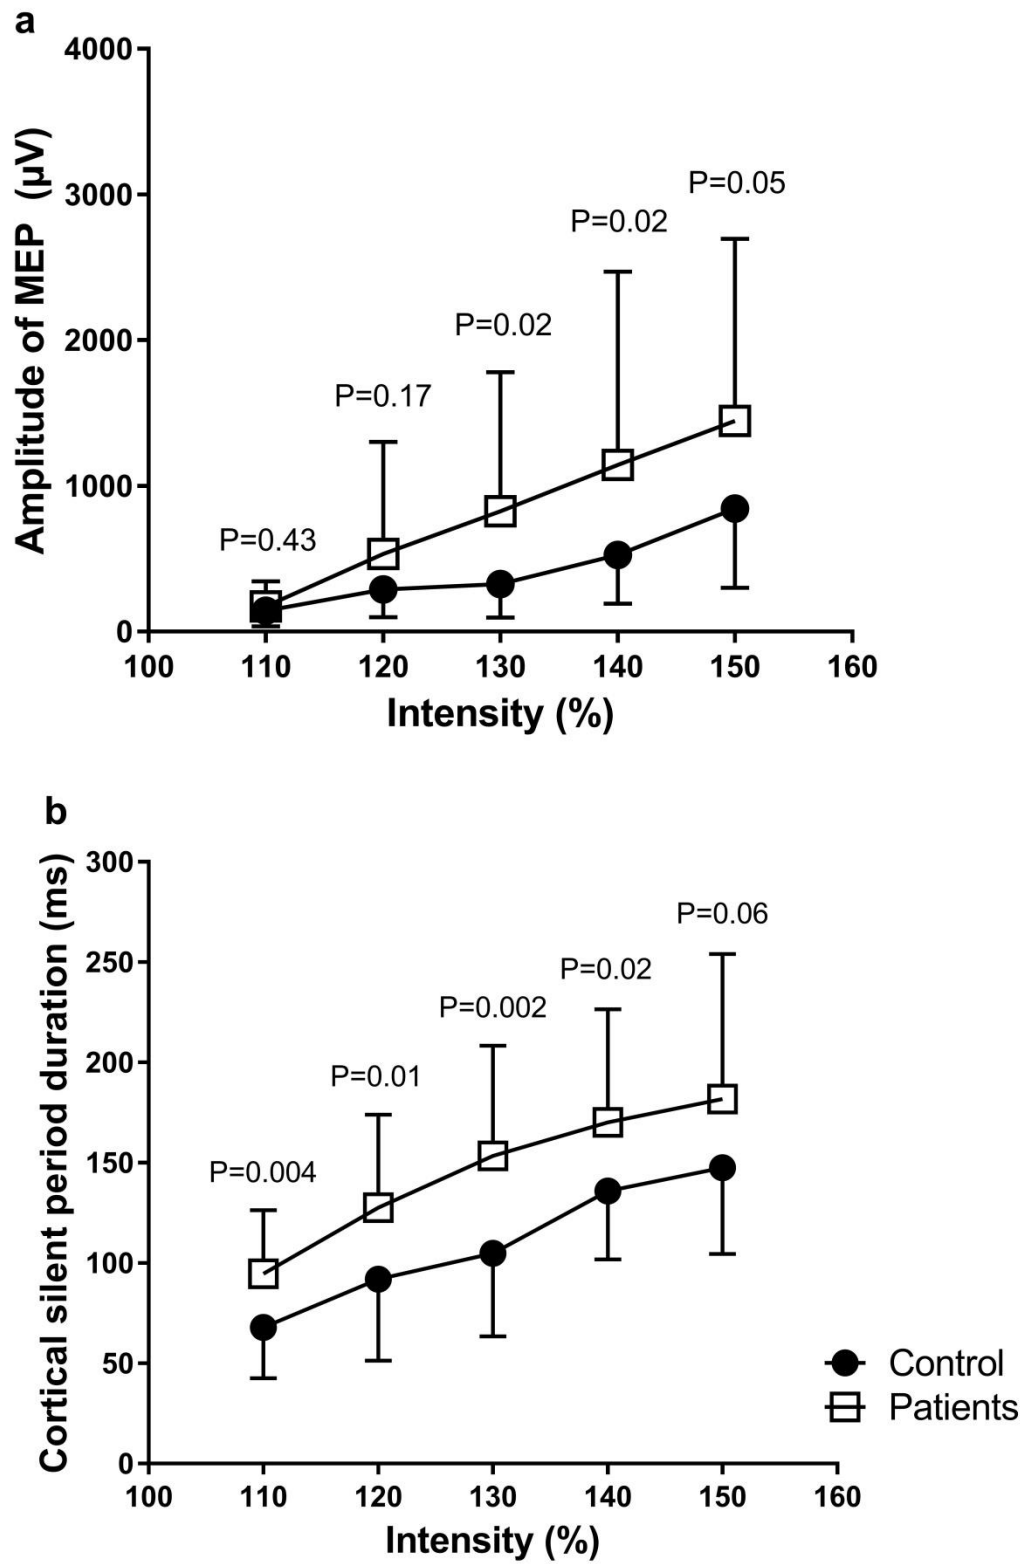 a
Amplitude of MEP (µV)
4000
3000
2000
1000
0
P=0.43
P=0.17
P=0.02
P=0.02
P=0.05
100 110 120 130 140 150 160
Intensity (%)
b
Cortical silent period duration (ms)
300
250
200
150
100
50
0
P=0.004
P=0.01
P=0.002
P=0.02
P=0.06
100 110 120 130 140 150 160
Intensity (%)
Control
Patients